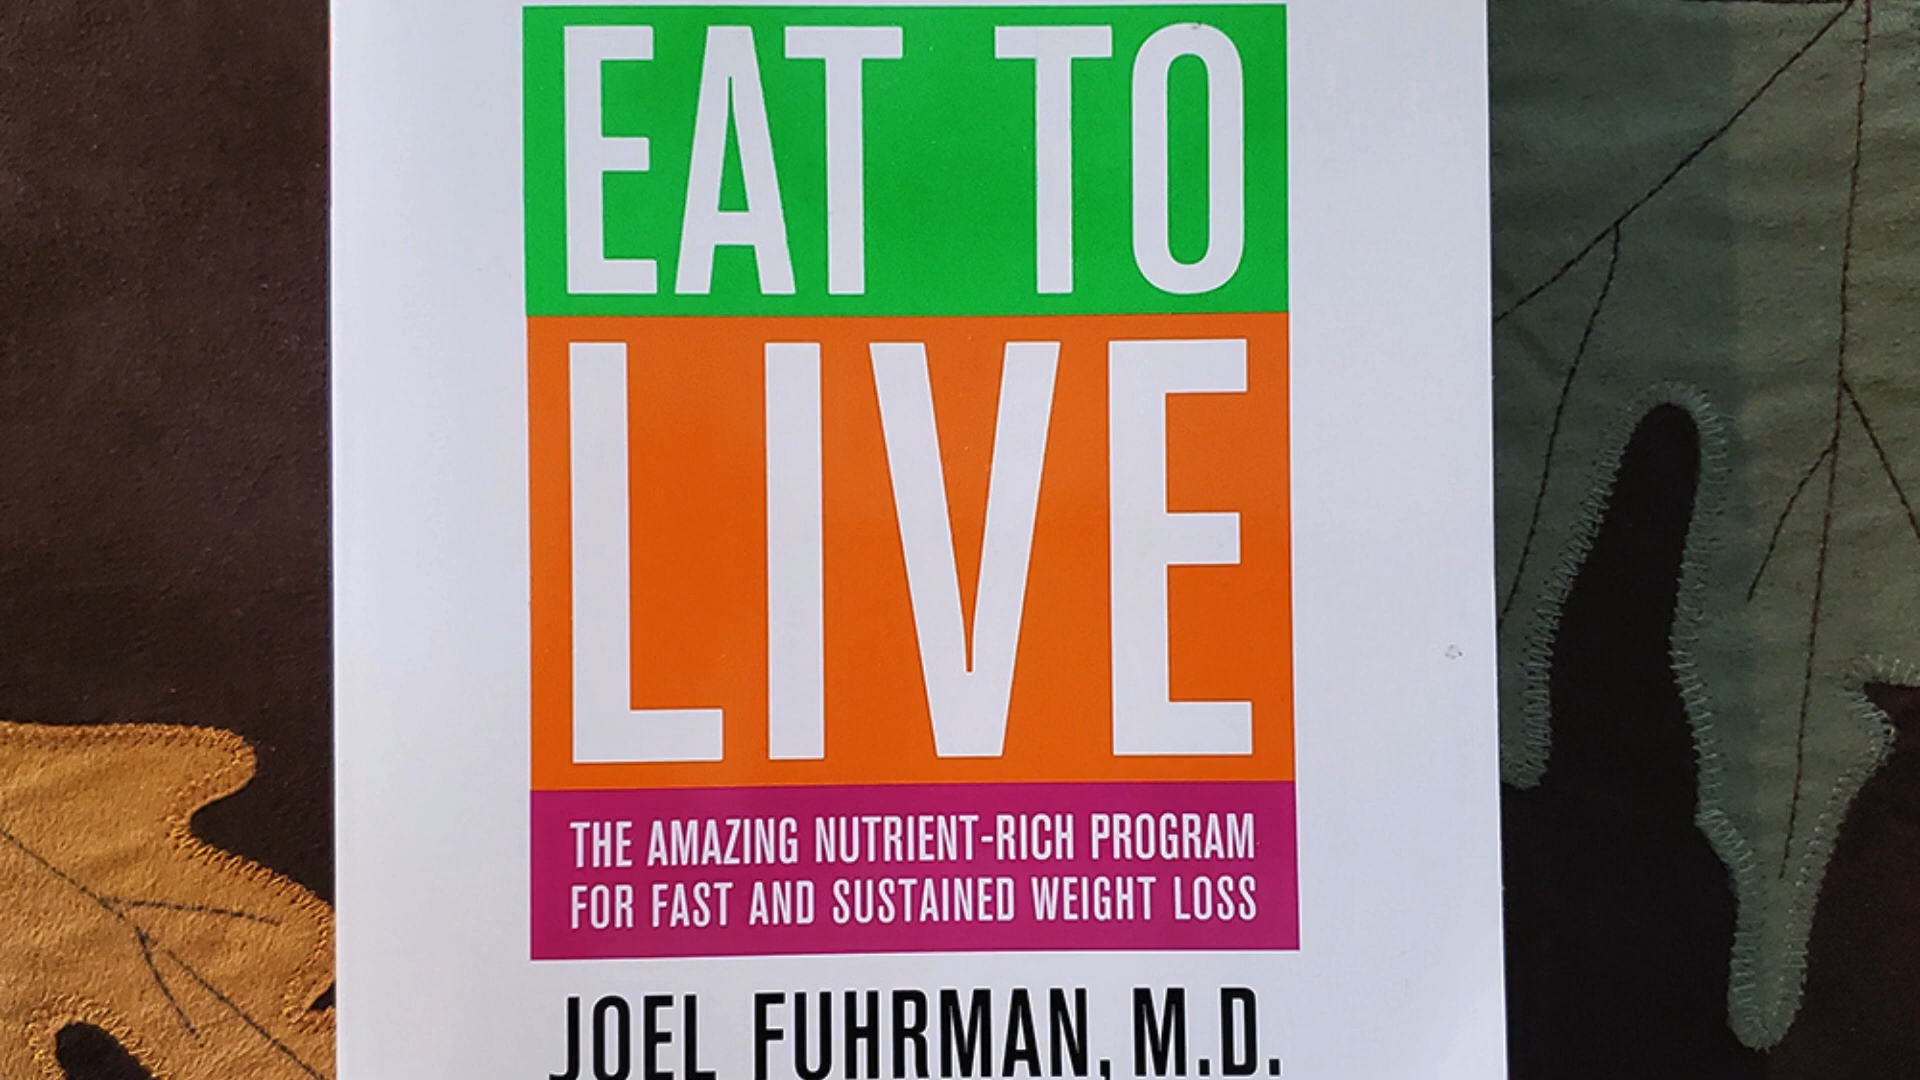 EAT TO
LIVE
THE AMAZING NUTRIENT-RICH PROGRAM
FOR FAST AND SUSTAINED WEIGHT LOSS
JOEL FUHRMAN, M.D.